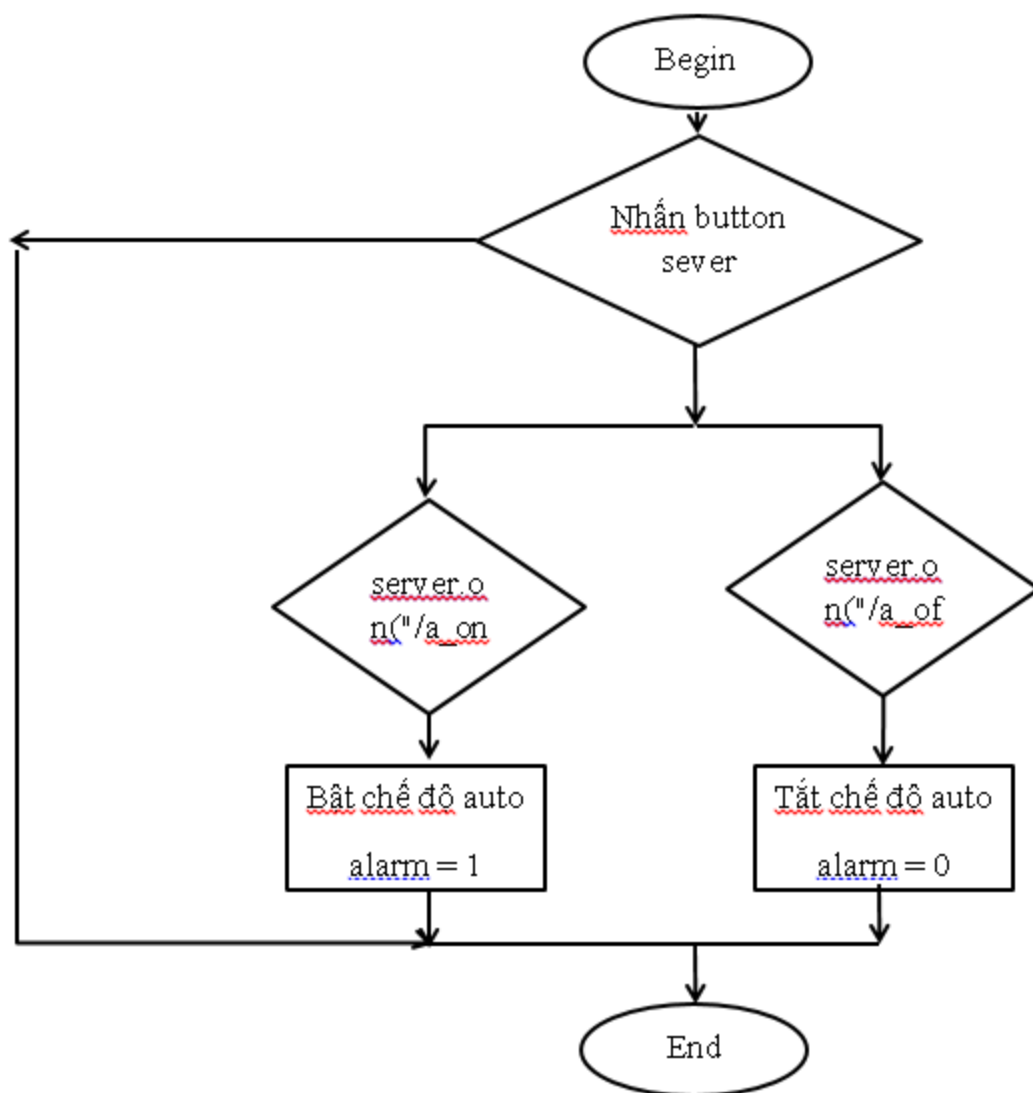 Begin
Nhấn button
sever
server.o
n("/a_on
server.o
n("/a_of
Bật chế độ auto
alarm = 1
Tắt chế độ auto
alarm = 0
End